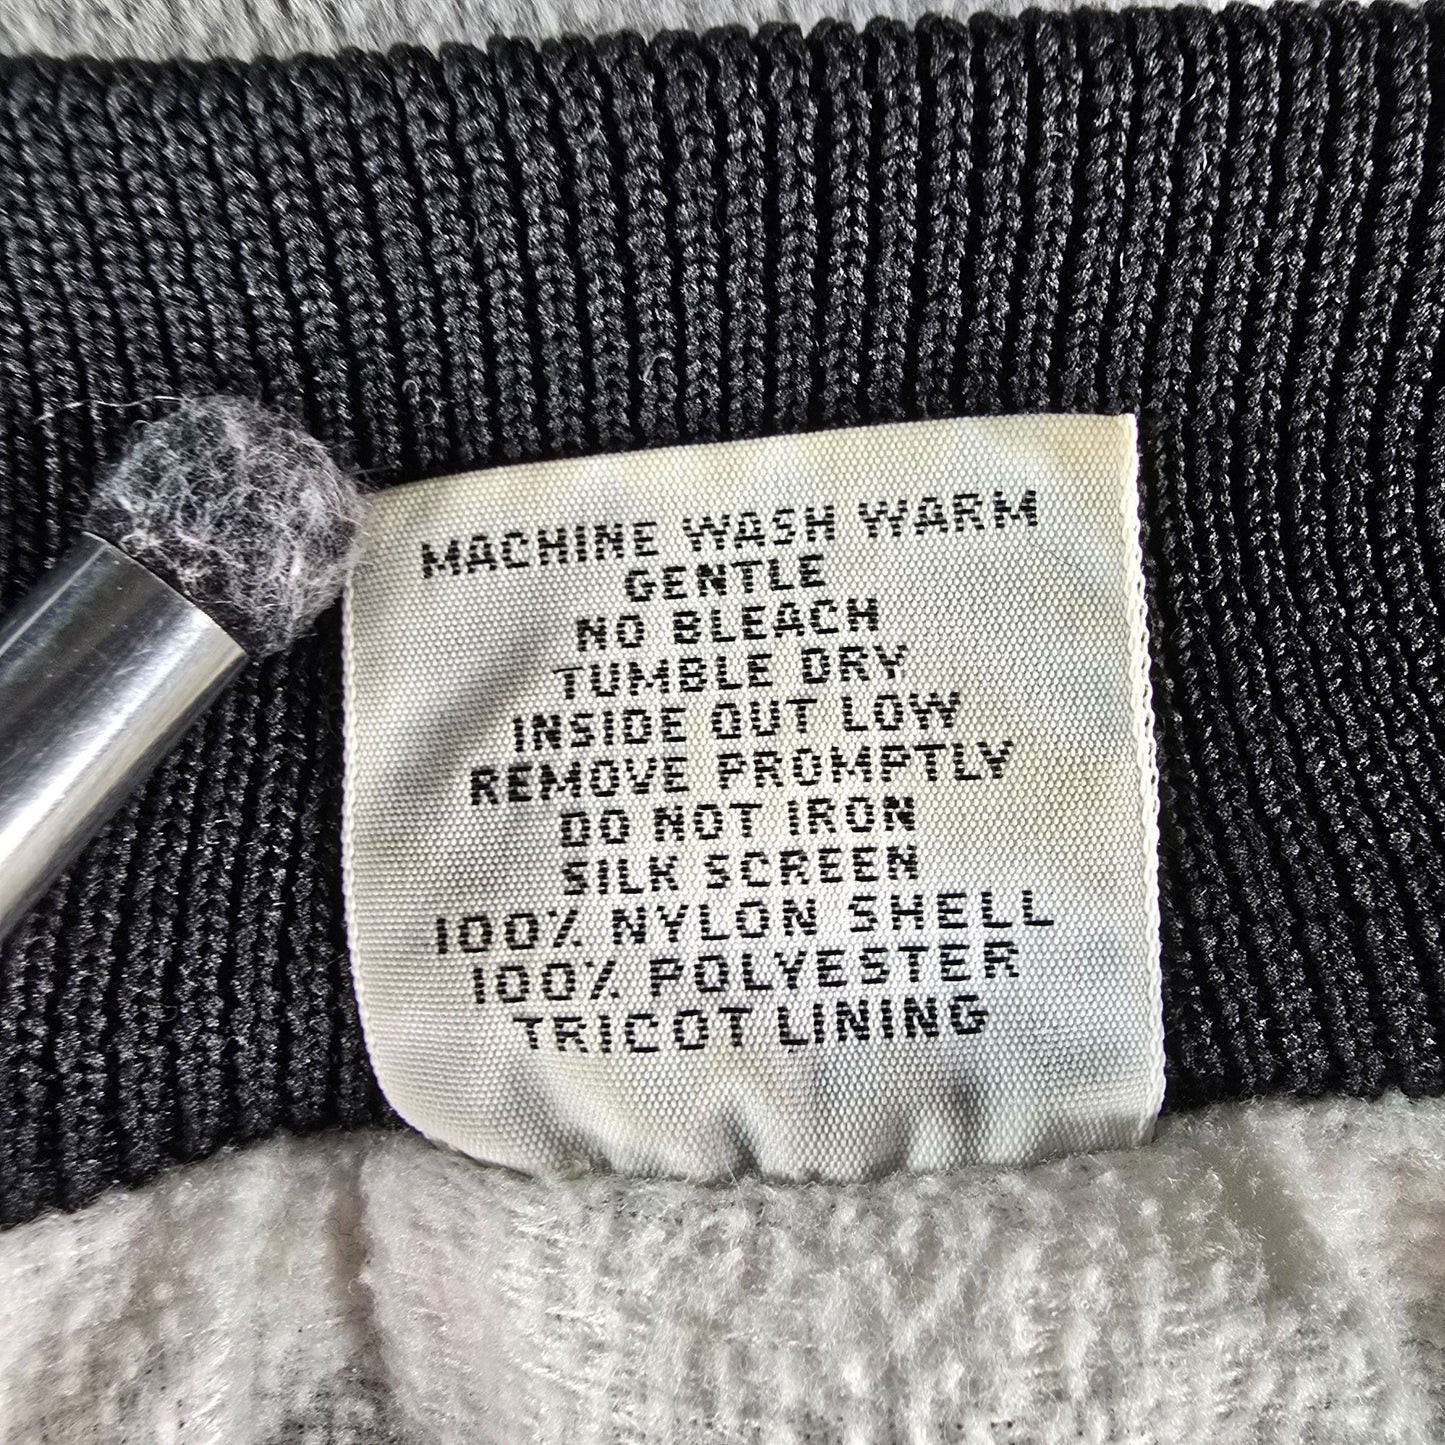 MACHINE WASH WARM
GENTLE
NO BLEACH
TUMBLE DRY
INSIDE OUT LOW
REMOVE PROMPTLY
DO NOT IRON
SILK SCREEN
100% NYLON SHELL
100% POLYESTER
TRICOT LINING